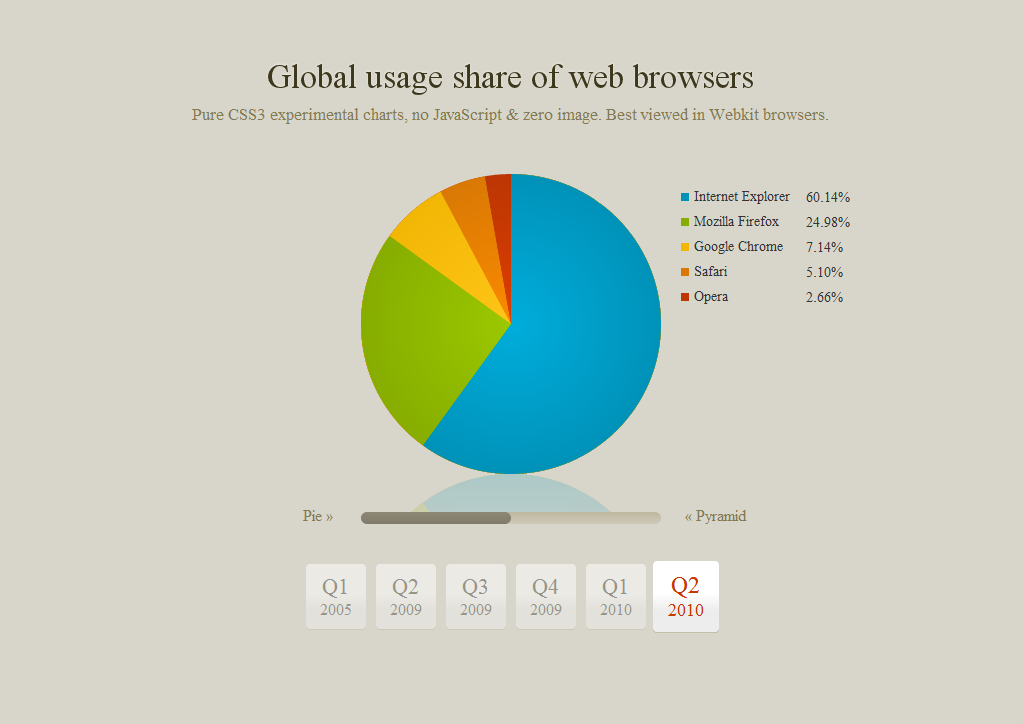 Global usage share of web browsers
Pure CSS3 experimental charts, no JavaScript & zero image. Best viewed in Webkit browsers.
Internet Explorer 60.14%
Mozilla Firefox 24.98%
Google Chrome 7.14%
Safari 5.10%
Opera 2.66%
Pie » « Pyramid
Q1 Q2 Q3 Q4 Q1 Q2
2005 2009 2009 2009 2010 2010